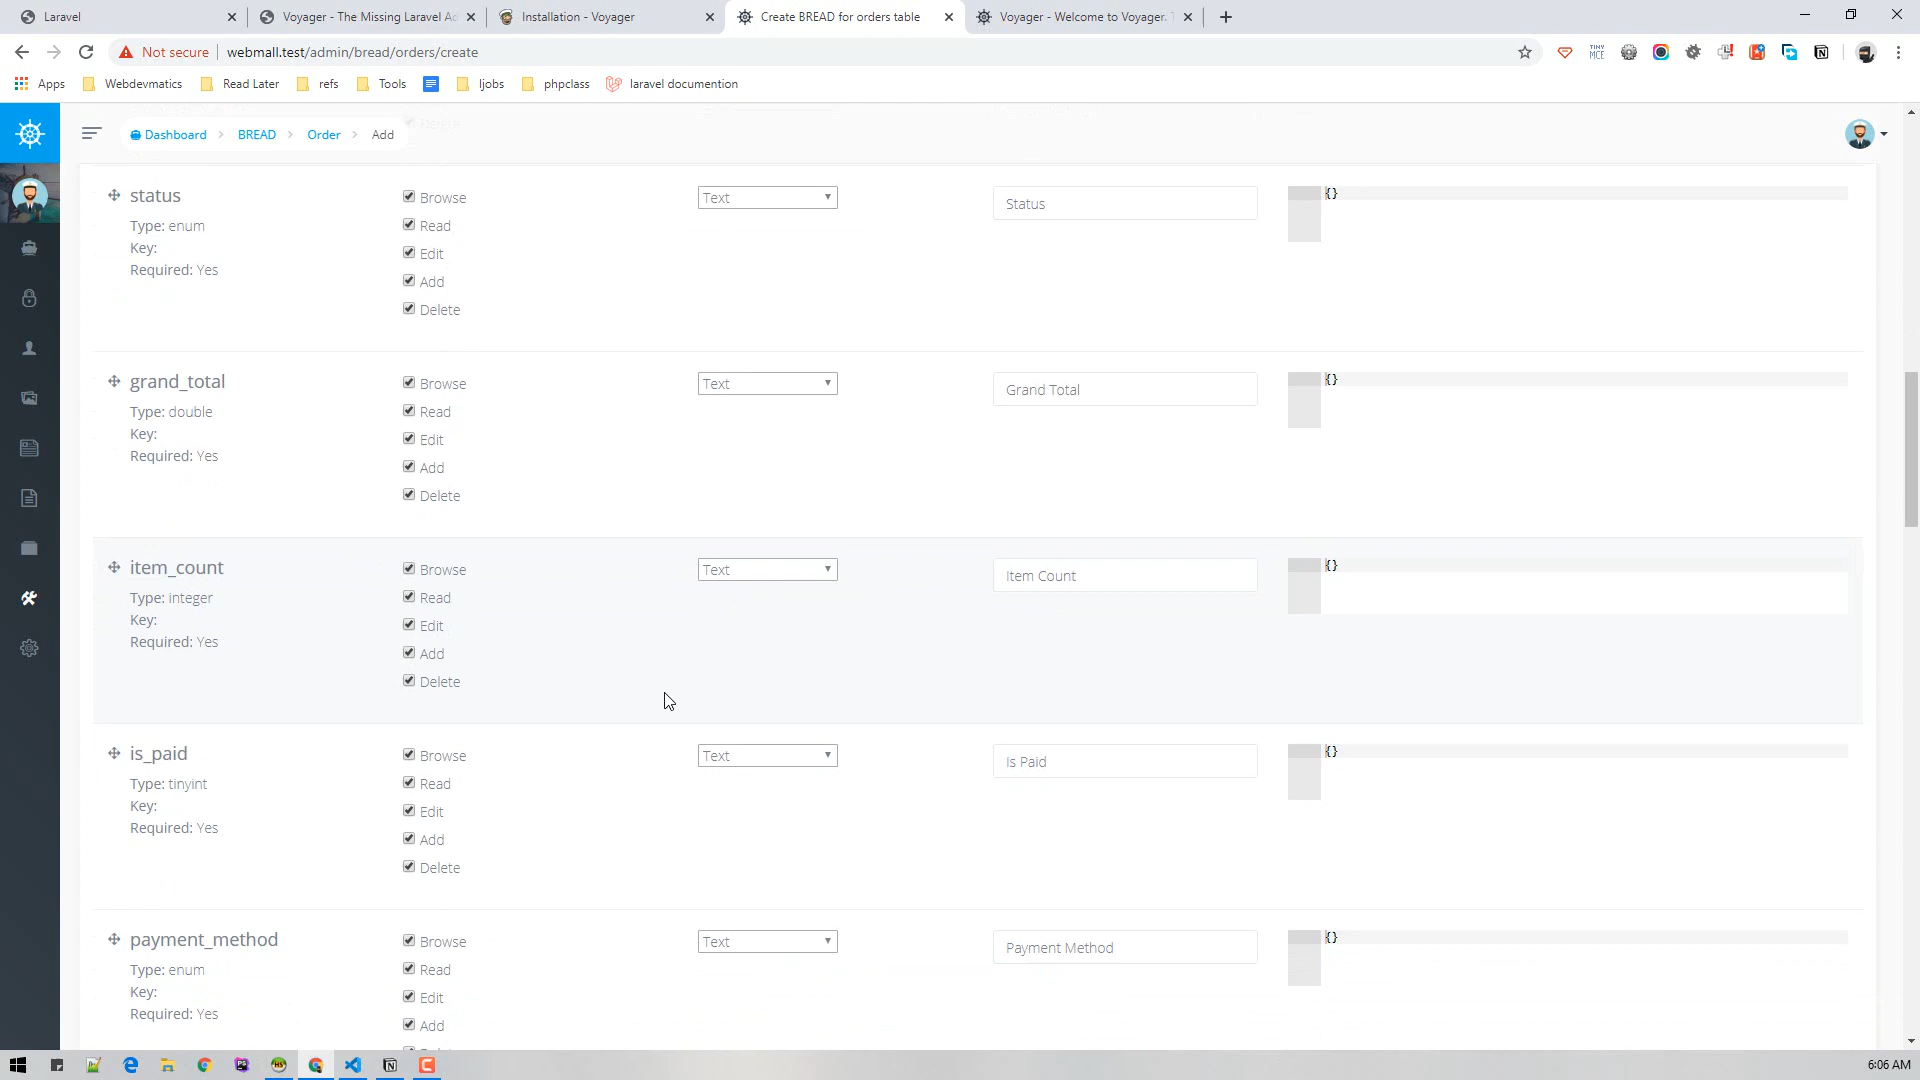 Laravel
Voyager - The Missing Laravel Ad
Installation - Voyager
Create BREAD for orders table
Voyager - Welcome to Voyager. T
Not secure
webmall.test/admin/bread/orders/create
TINY
MCE
Apps
Webdevmatics
Read Later
refs
Tools
ljobs
phpclass
laravel documention
Dashboard
BREAD
Order
Add
Delete
status
Type: enum
Key:
Required: Yes
Browse
Read
Edit
Add
Delete
Text
Status
{}
grand_total
Type: double
Key:
Required: Yes
Browse
Read
Edit
Add
Delete
Text
Grand Total
{}
item_count
Type: integer
Key:
Required: Yes
Browse
Read
Edit
Add
Delete
Text
Item Count
{}
is_paid
Type: tinyint
Key:
Required: Yes
Browse
Read
Edit
Add
Delete
Text
Is Paid
{}
payment_method
Type: enum
Key:
Required: Yes
Browse
Read
Edit
Add
Text
Payment Method
{}
6:06 AM